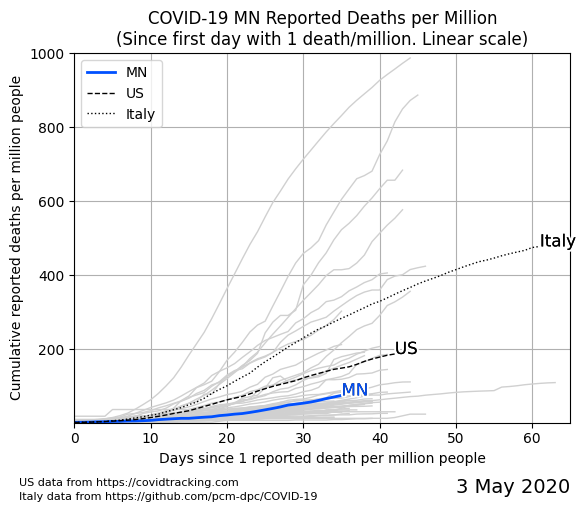 COVID-19 MN Reported Deaths per Million
(Since first day with 1 death/million. Linear scale)
Cumulative reported deaths per million people
1000
800
600
400
200
MN
US
Italy
Italy
US
MN
0
10
20
30
40
50
60
Days since 1 reported death per million people
US data from https://covidtracking.com
Italy data from https://github.com/pcm-dpc/COVID-19
3 May 2020